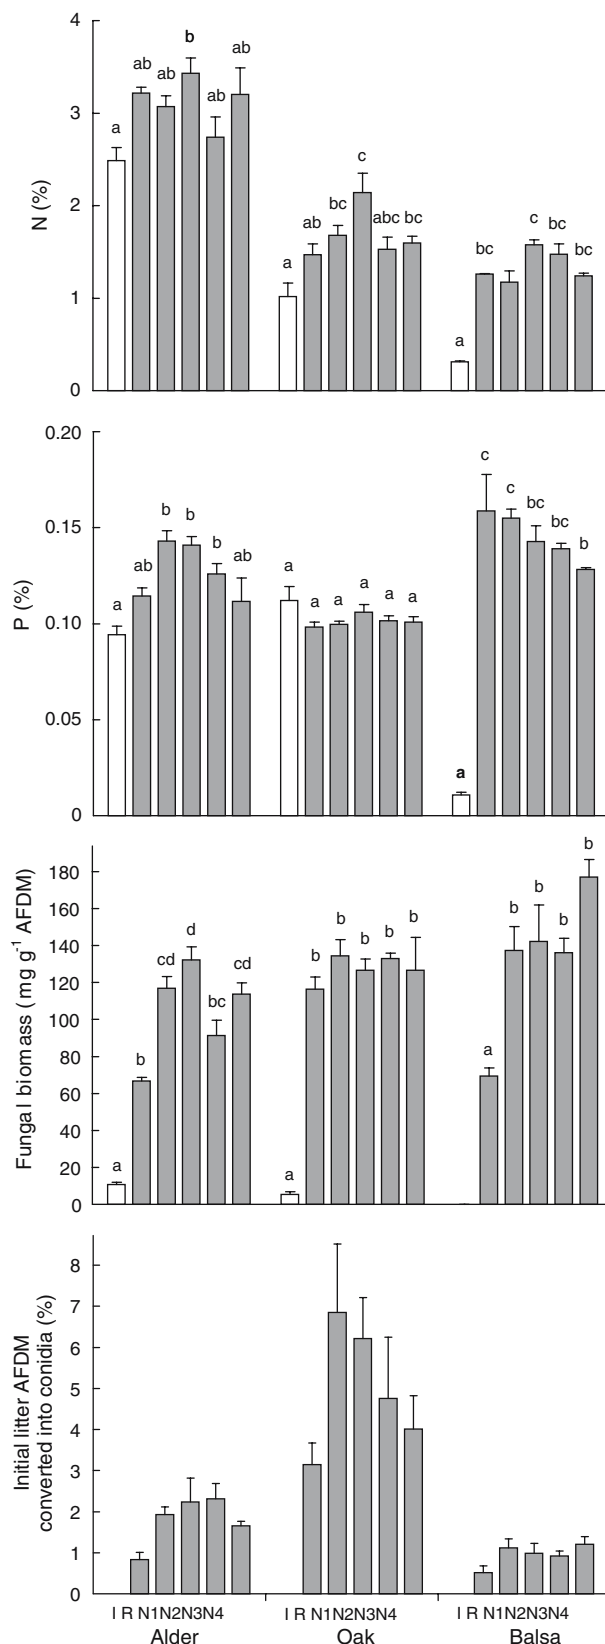 4
3
2
1
0
N (%)
a
ab
ab
b
ab
ab
a
ab
bc
c
abc
bc
a
bc
c
bc
bc
0.20
0.15
0.10
0.05
0
P (%)
a
ab
b
b
b
ab
a
a
a
a
a
a
a
c
c
bc
bc
b
180
160
140
120
100
80
60
40
20
0
Fungal biomass (mg g-1 AFDM)
a
b
cd
d
bc
cd
a
b
b
b
b
b
a
b
b
b
b
8
7
6
5
4
3
2
1
0
Initial litter AFDM
converted into conidia (%)
I R N1N2N3N4 I R N1N2N3N4 I R N1N2N3N4
Alder Oak Balsa